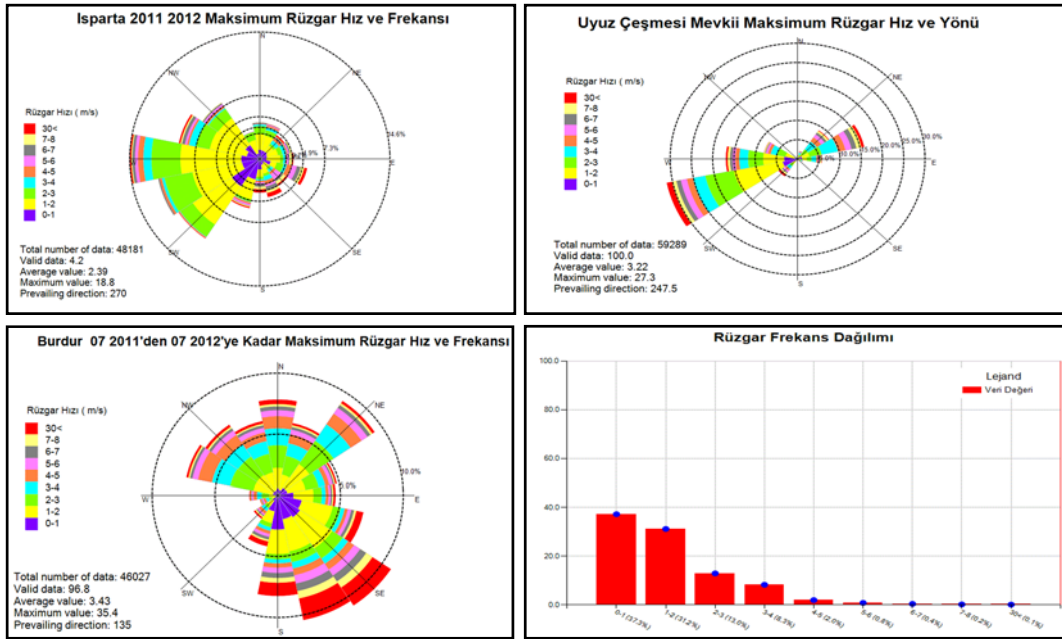 Isparta 2011 2012 Maksimum Rüzgar Hız ve Frekansı
Rüzgar Hızı ( m/s)
30<
7-8
6-7
5-6
4-5
3-4
2-3
1-2
0-1
N
NE
E
SE
S
SW
W
NW
7.3%
Total number of data: 48181
Valid data: 4.2
Average value: 2.39
Maximum value: 18.8
Prevailing direction: 270
Uyuz Çeşmesi Mevkii Maksimum Rüzgar Hız ve Yönü
Rüzgar Hızı (m/s)
30<
7-8
6-7
5-6
4-5
3-4
2-3
1-2
0-1
N
NE
E
SE
S
SW
W
NW
5.0%
10.0%
15.0%
20.0%
25.0%
30.0%
Total number of data: 59289
Valid data: 100.0
Average value: 3.22
Maximum value: 27.3
Prevailing direction: 247.5
Burdur 07 2011'den 07 2012'ye Kadar Maksimum Rüzgar Hız ve Frekansı
Rüzgar Hızı ( m/s)
30<
7-8
6-7
5-6
4-5
3-4
2-3
1-2
0-1
N
NE
E
SE
S
SW
W
NW
5.0%
10.0%
Total number of data: 46027
Valid data: 96.8
Average value: 3.43
Maximum value: 35.4
Prevailing direction: 135
Rüzgar Frekans Dağılımı
Lejand
Veri Değeri
100.0
80.0
60.0
40.0
20.0
0.0
0-1 (37.3%)
1-2 (31.2%)
2-3 (13.0%)
3-4 (8.3%)
4-5 (2.0%)
5-6 (0.8%)
6-7 (0.4%)
7-8 (0.2%)
30< (0.1%)